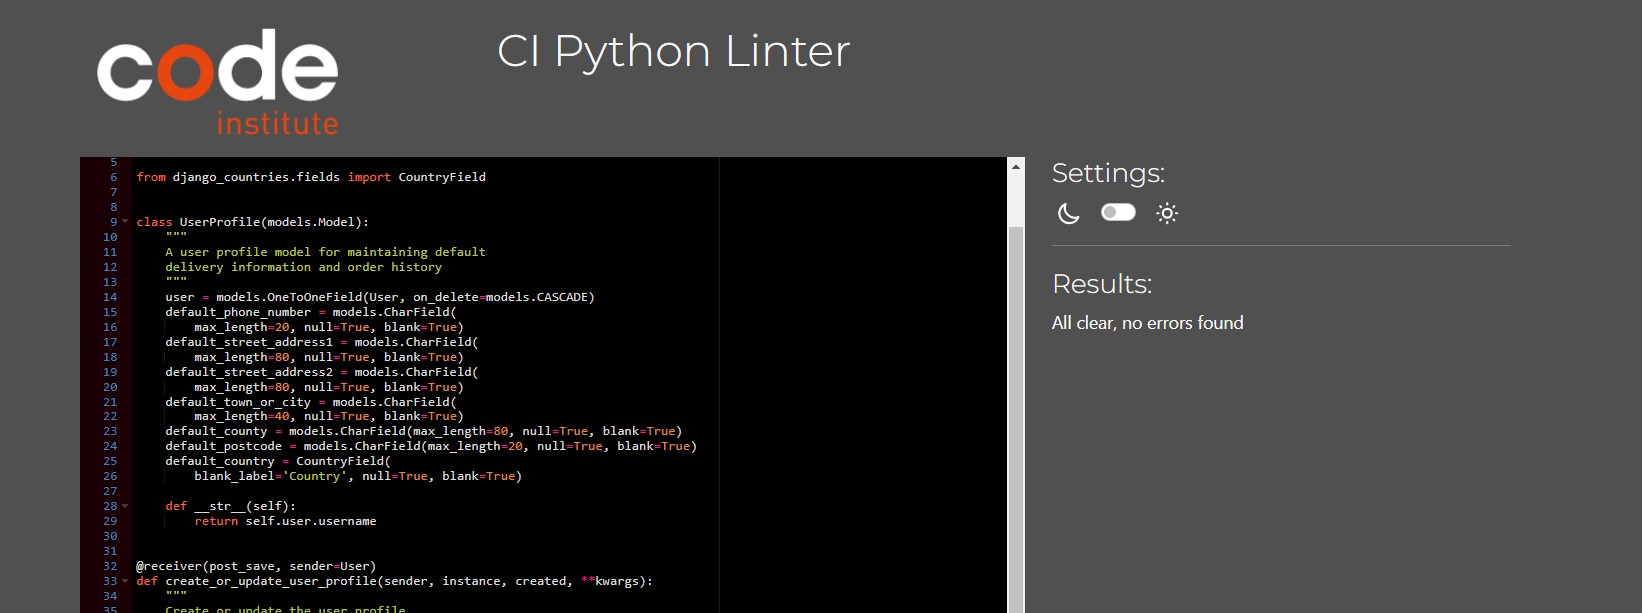 code
institute
CI Python Linter
5
6 from django_countries.fields import CountryField
7
8
9 class UserProfile(models.Model):
10 """
11 A user profile model for maintaining default
12 delivery information and order history
13 """
14 user = models.OneToOneField(User, on_delete=models.CASCADE)
15 default_phone_number = models.CharField(
16 max_length=20, null=True, blank=True)
17 default_street_address1 = models.CharField(
18 max_length=80, null=True, blank=True)
19 default_street_address2 = models.CharField(
20 max_length=80, null=True, blank=True)
21 default_town_or_city = models.CharField(
22 max_length=40, null=True, blank=True)
23 default_county = models.CharField(max_length=80, null=True, blank=True)
24 default_postcode = models.CharField(max_length=20, null=True, blank=True)
25 default_country = CountryField(
26 blank_label='Country', null=True, blank=True)
27
28 def __str__(self):
29 return self.user.username
30
31
32 @receiver(post_save, sender=User)
33 def create_or_update_user_profile(sender, instance, created, **kwargs):
34 """
35 Create or update the user profile
Settings:
Results:
All clear, no errors found